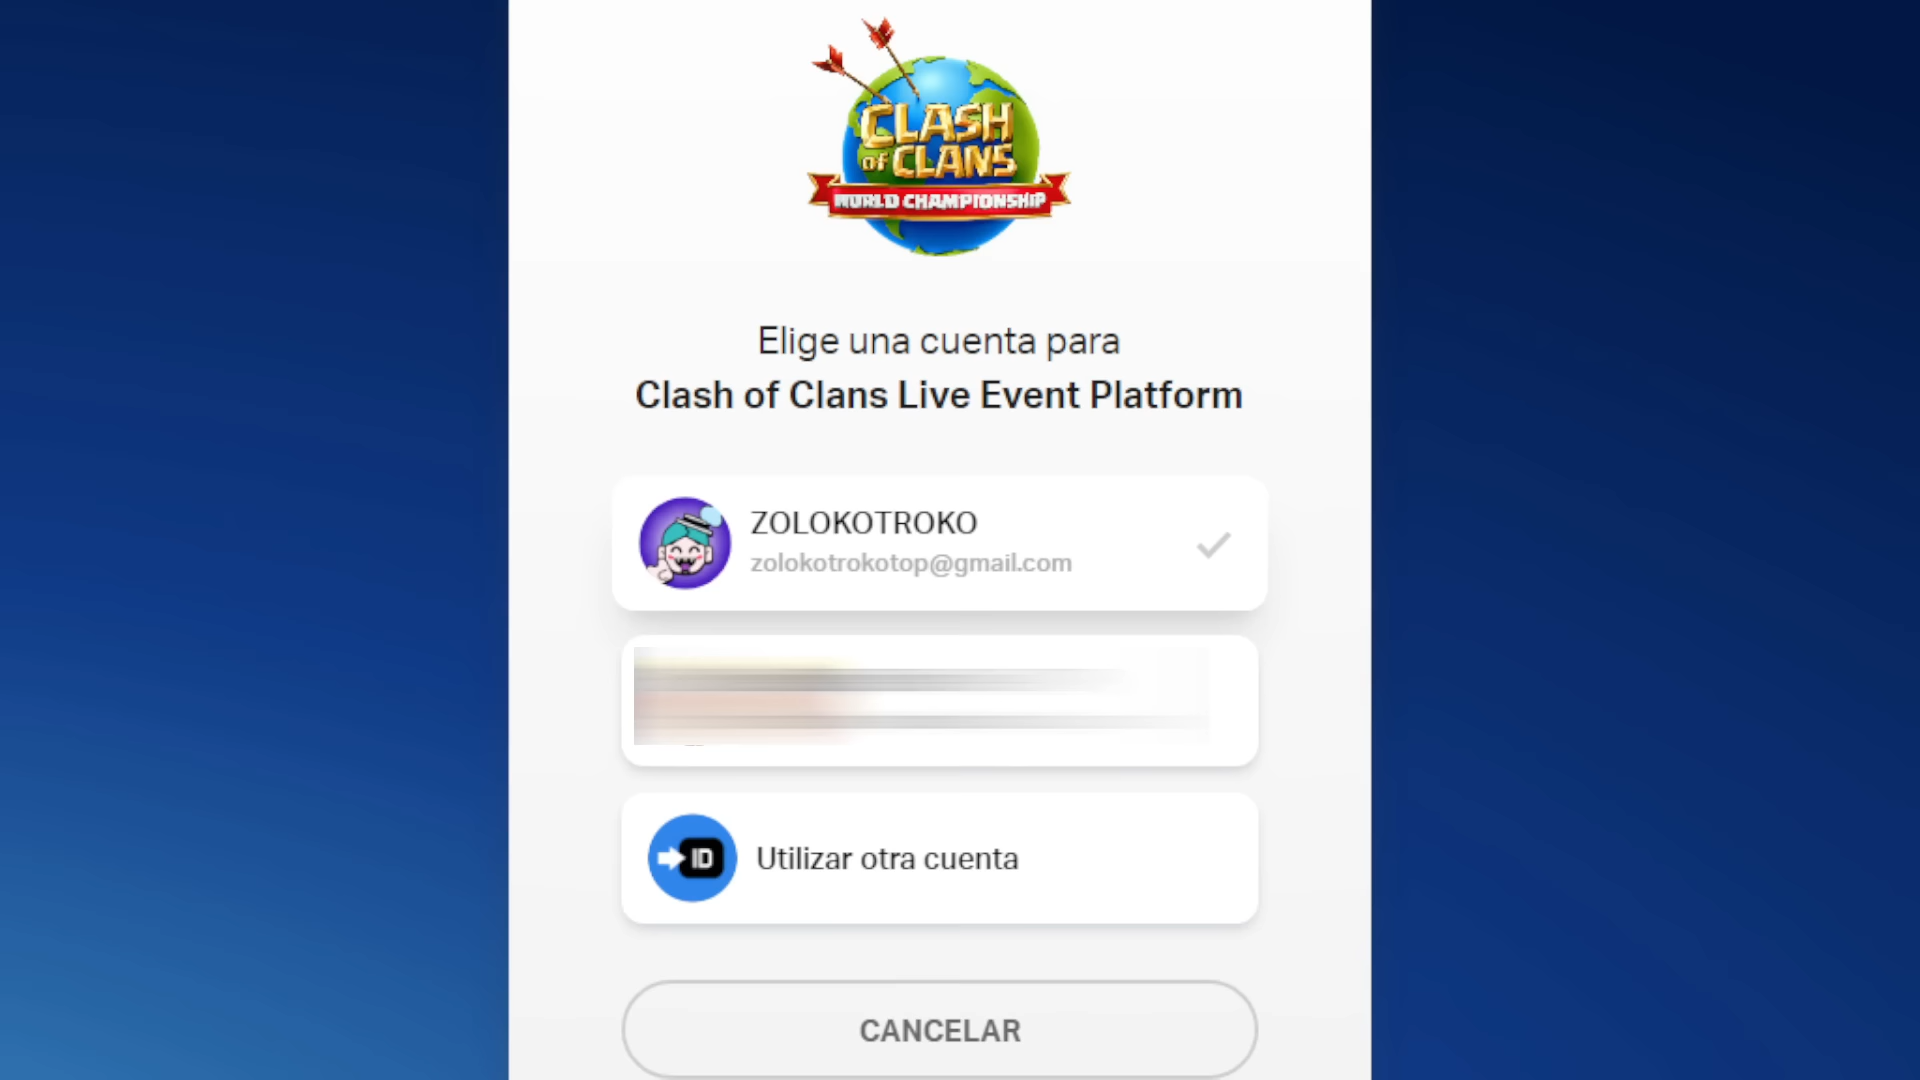 CLASH
OF CLANS
WORLD CHAMPIONSHIP
Elige una cuenta para
Clash of Clans Live Event Platform
ZOLOKOTROKO
zolokotrokotop@gmail.com
ID
Utilizar otra cuenta
CANCELAR